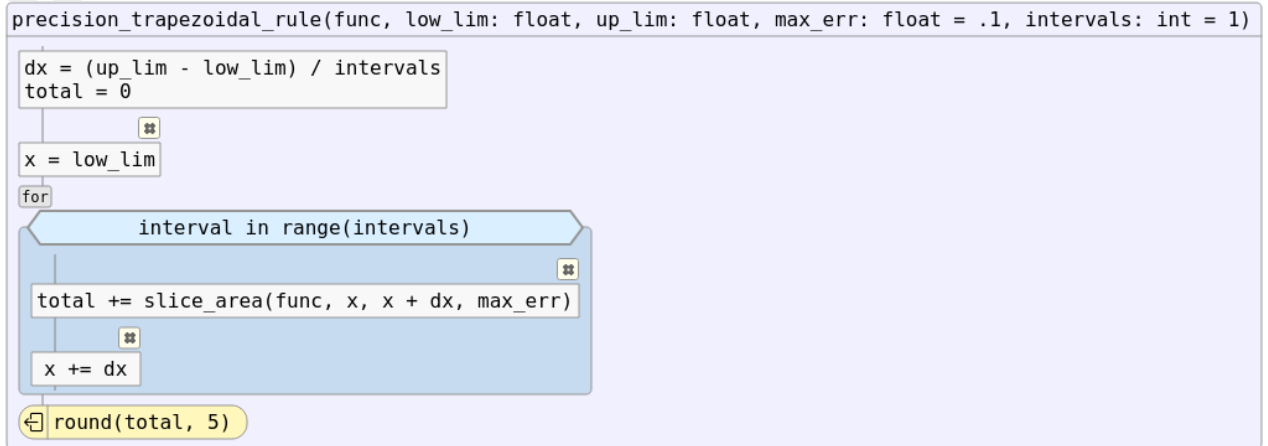 precision_trapezoidal_rule(func, low_lim: float, up_lim: float, max_err: float = .1, intervals: int = 1)
dx = (up_lim - low_lim) / intervals
total = 0
#
x = low_lim
for
interval in range(intervals)
#
total += slice_area(func, x, x + dx, max_err)
#
x += dx
round(total, 5)